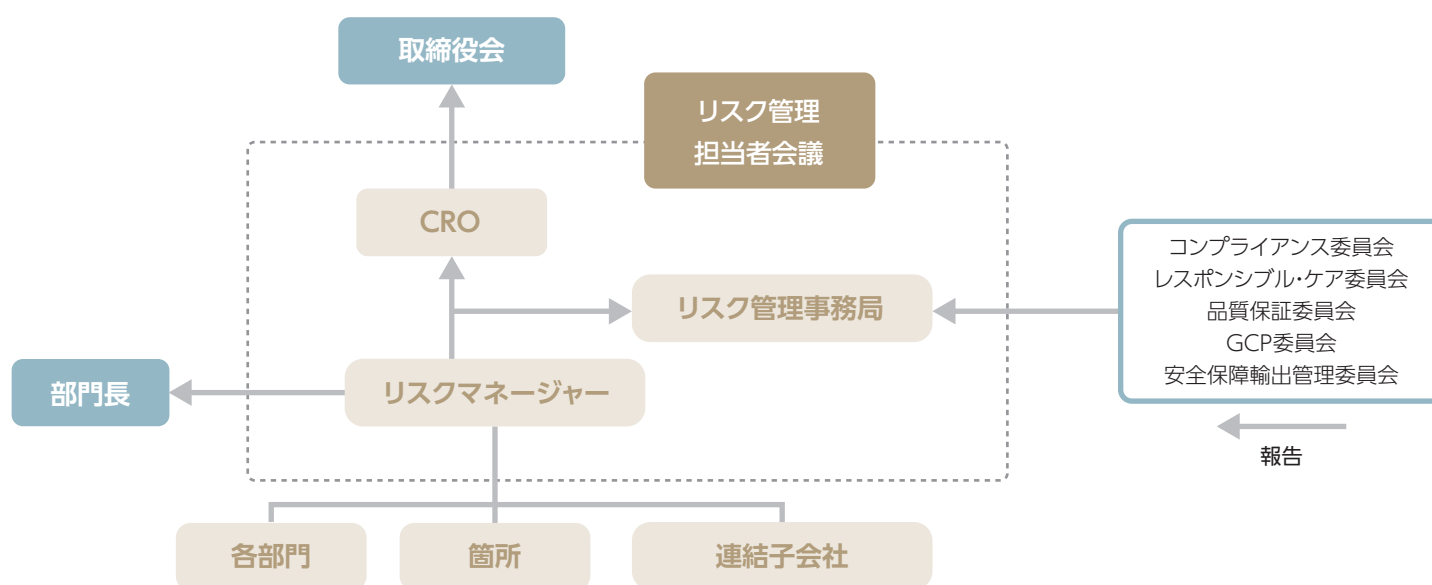 取締役会
リスク管理
担当者会議
CRO
コンプライアンス委員会
レスポンシブル・ケア委員会
品質保証委員会
GCP委員会
安全保障輸出管理委員会
リスク管理事務局
部門長
リスクマネージャー
報告
各部門
箇所
連結子会社